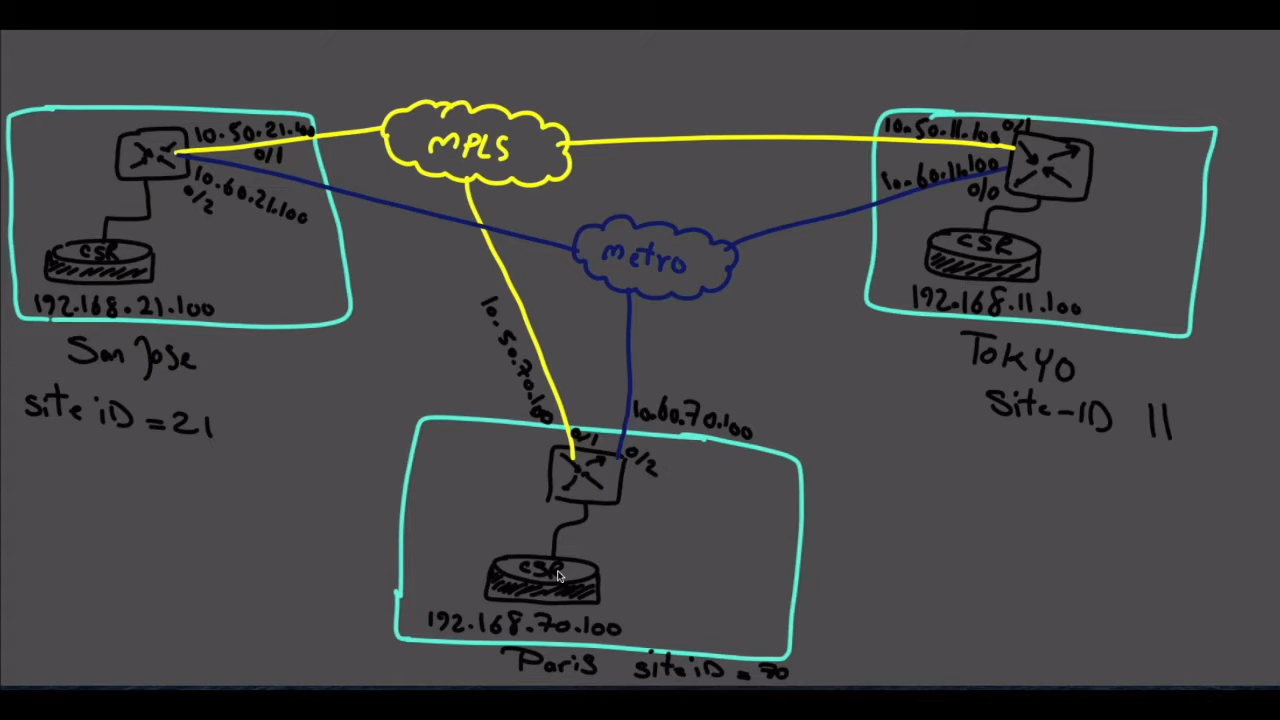 10.50.21.40
0/1
10.60.21.100
0/2
CSR
192.168.21.100
San Jose
site iD = 21
MPLS
metro
10.50.11.100 0/1
10.60.11.100
0/0
CSR
192.168.11.100
TOKYO
Site-ID 11
10.50.70.100
10.60.70.100
0/1
0/2
CSR
192.168.70.100
Paris site iD = 70